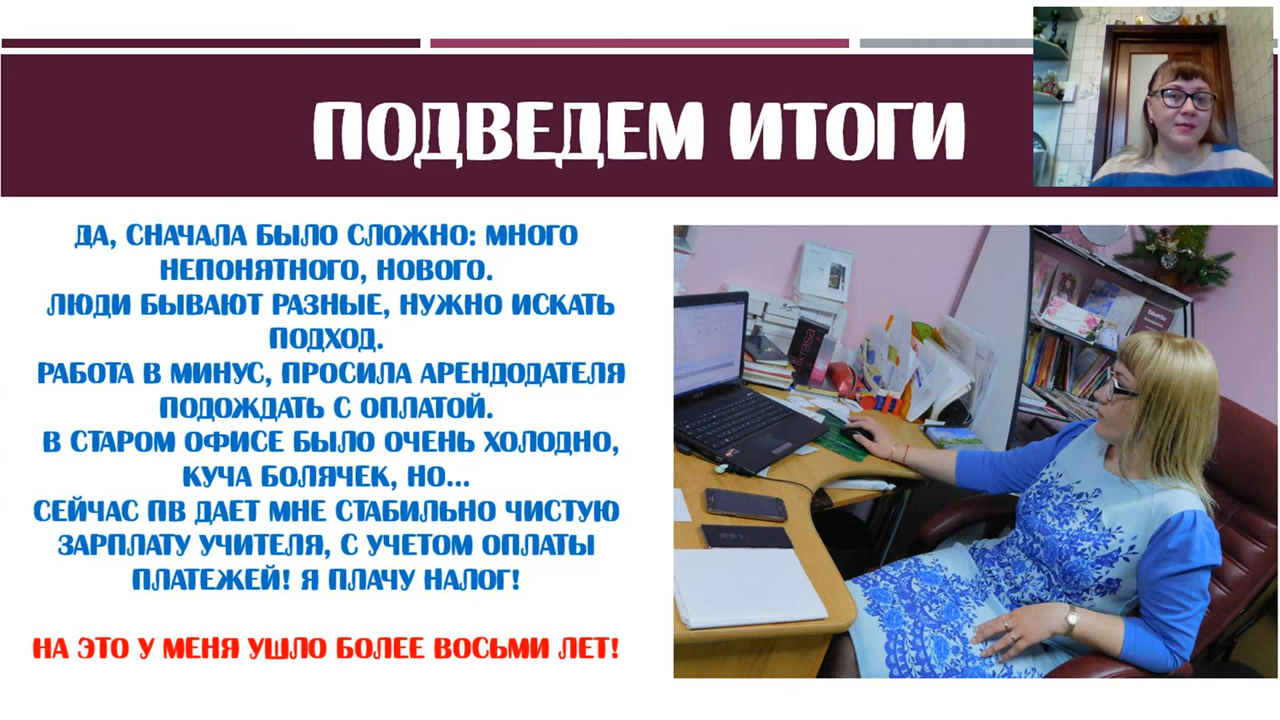 ПОДВЕДЕМ ИТОГИ
ДА, СНАЧАЛА БЫЛО СЛОЖНО: МНОГО
НЕПОНЯТНОГО, НОВОГО.
ЛЮДИ БЫВАЮТ РАЗНЫЕ, НУЖНО ИСКАТЬ
ПОДХОД.
РАБОТА В МИНУС, ПРОСИЛА АРЕНДОДАТЕЛЯ
ПОДОЖДАТЬ С ОПЛАТОЙ.
В СТАРОМ ОФИСЕ БЫЛО ОЧЕНЬ ХОЛОДНО,
КУЧА БОЛЯЧЕК, НО...
СЕЙЧАС ПВ ДАЕТ МНЕ СТАБИЛЬНО ЧИСТУЮ
ЗАРПЛАТУ УЧИТЕЛЯ, С УЧЕТОМ ОПЛАТЫ
ПЛАТЕЖЕЙ! Я ПЛАЧУ НАЛОГ!
НА ЭТО У МЕНЯ УШЛО БОЛЕЕ ВОСЬМИ ЛЕТ!